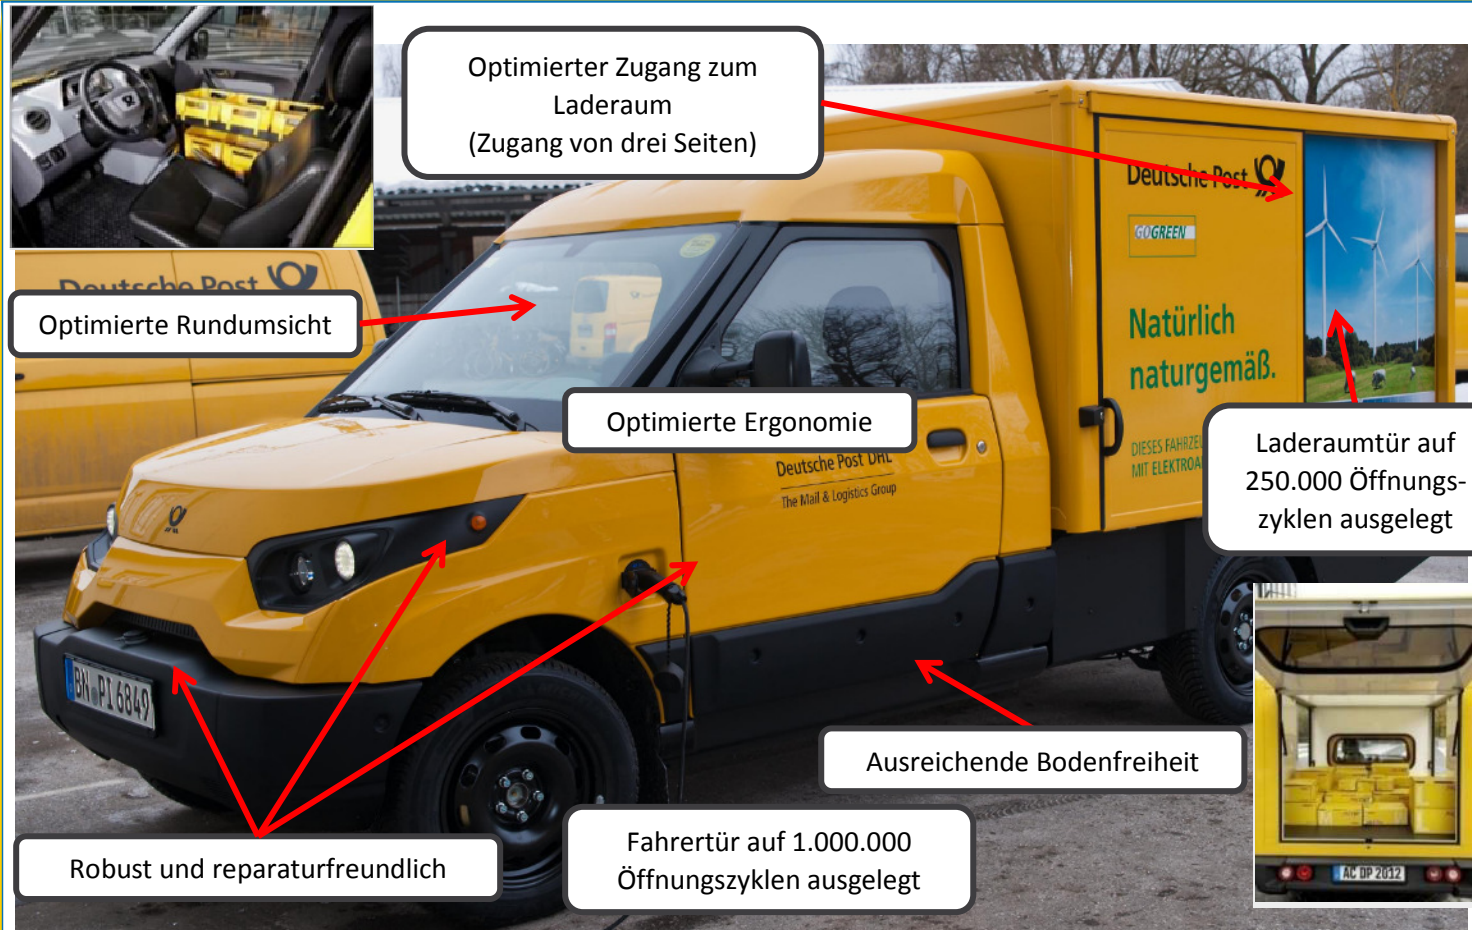 Optimierter Zugang zum
Laderaum
(Zugang von drei Seiten)
Deutsche Post
GOGREEN
Deutsche Post
Optimierte Rundumsicht
Natürlich
naturgemäß.
Optimierte Ergonomie
DIESES
MIT
Laderaumtür auf
250.000 Öffnungs-
zyklen ausgelegt
Deutsche Post DHL
The Mail & Logistics Group
BN PI 6849
Ausreichende Bodenfreiheit
Fahrertür auf 1.000.000
Öffnungszyklen ausgelegt
Robust und reparaturfreundlich
AC DP 2012